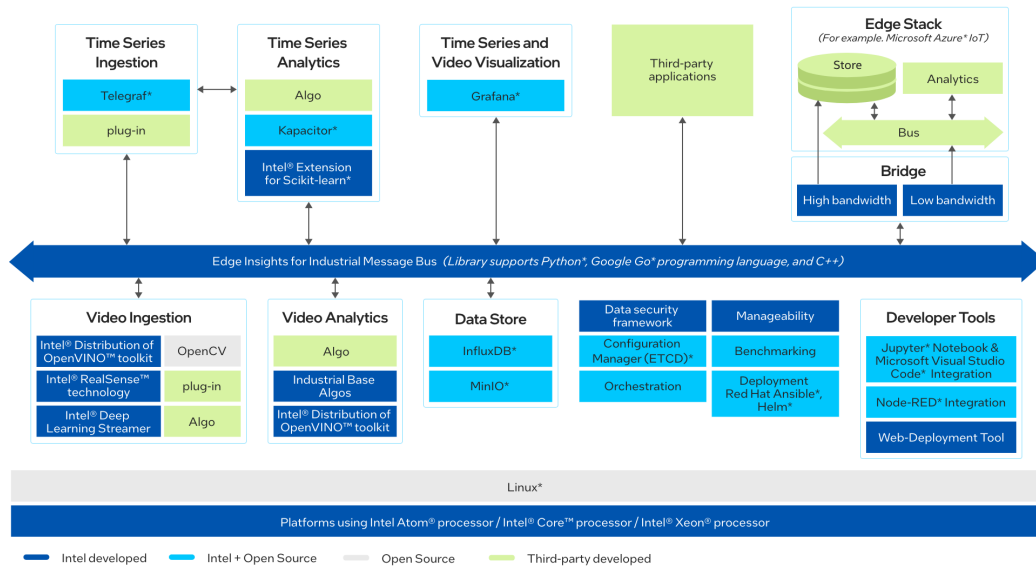 Time Series
Ingestion
Telegraf*
plug-in
Time Series
Analytics
Algo
Kapacitor*
Intel® Extension
for Scikit-learn*
Time Series and
Video Visualization
Grafana*
Third-party
applications
Edge Stack
(For example. Microsoft Azure* IoT)
Store
Analytics
Bus
Bridge
High bandwidth
Low bandwidth
Edge Insights for Industrial Message Bus (Library supports Python*, Google Go* programming language, and C++)
Video Ingestion
Intel® Distribution of
OpenVINO™ toolkit
OpenCV
Intel® RealSense™
technology
plug-in
Intel® Deep
Learning Streamer
Algo
Video Analytics
Algo
Industrial Base
Algos
Intel® Distribution of
OpenVINO™ toolkit
Data Store
InfluxDB*
MinIO*
Data security
framework
Manageability
Configuration
Manager (ETCD)*
Benchmarking
Orchestration
Deployment
Red Hat Ansible*,
Helm*
Developer Tools
Jupyter* Notebook &
Microsoft Visual Studio
Code* Integration
Node-RED* Integration
Web-Deployment Tool
Linux*
Platforms using Intel Atom® processor / Intel® Core™ processor / Intel® Xeon® processor
Intel developed
Intel + Open Source
Open Source
Third-party developed